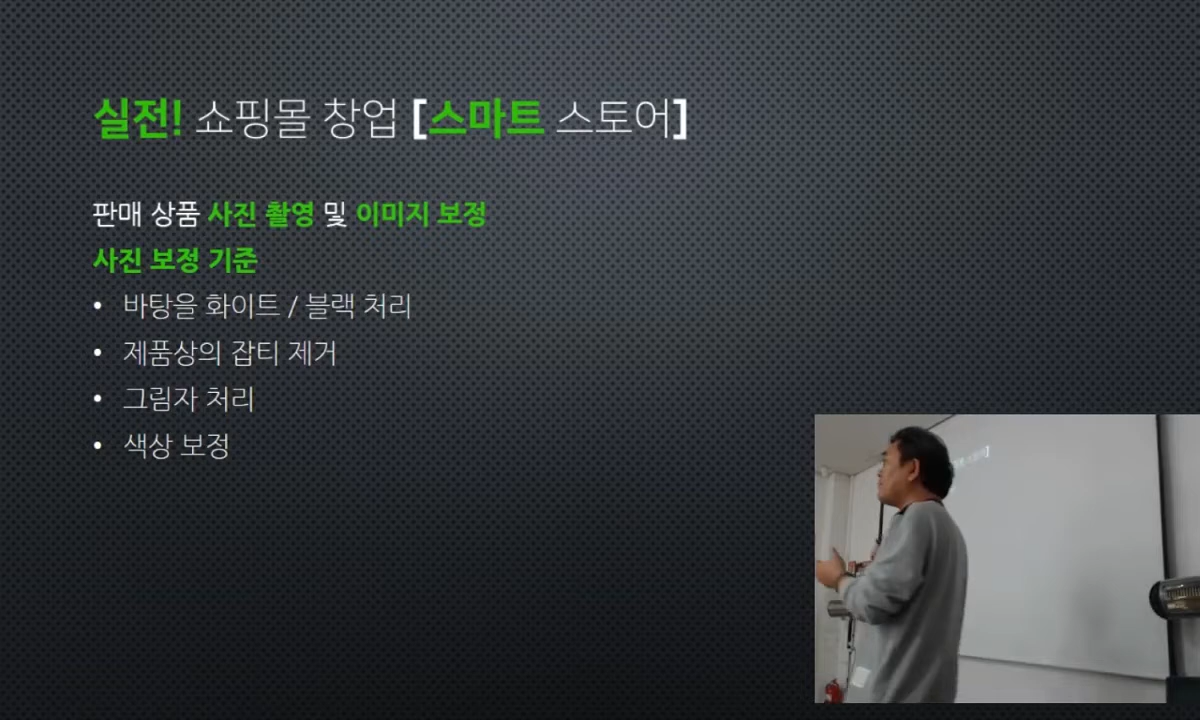 실전! 쇼핑몰 창업 [스마트 스토어]
판매 상품 사진 촬영 및 이미지 보정
사진 보정 기준
• 바탕을 화이트 / 블랙 처리
• 제품상의 잡티 제거
• 그림자 처리
• 색상 보정